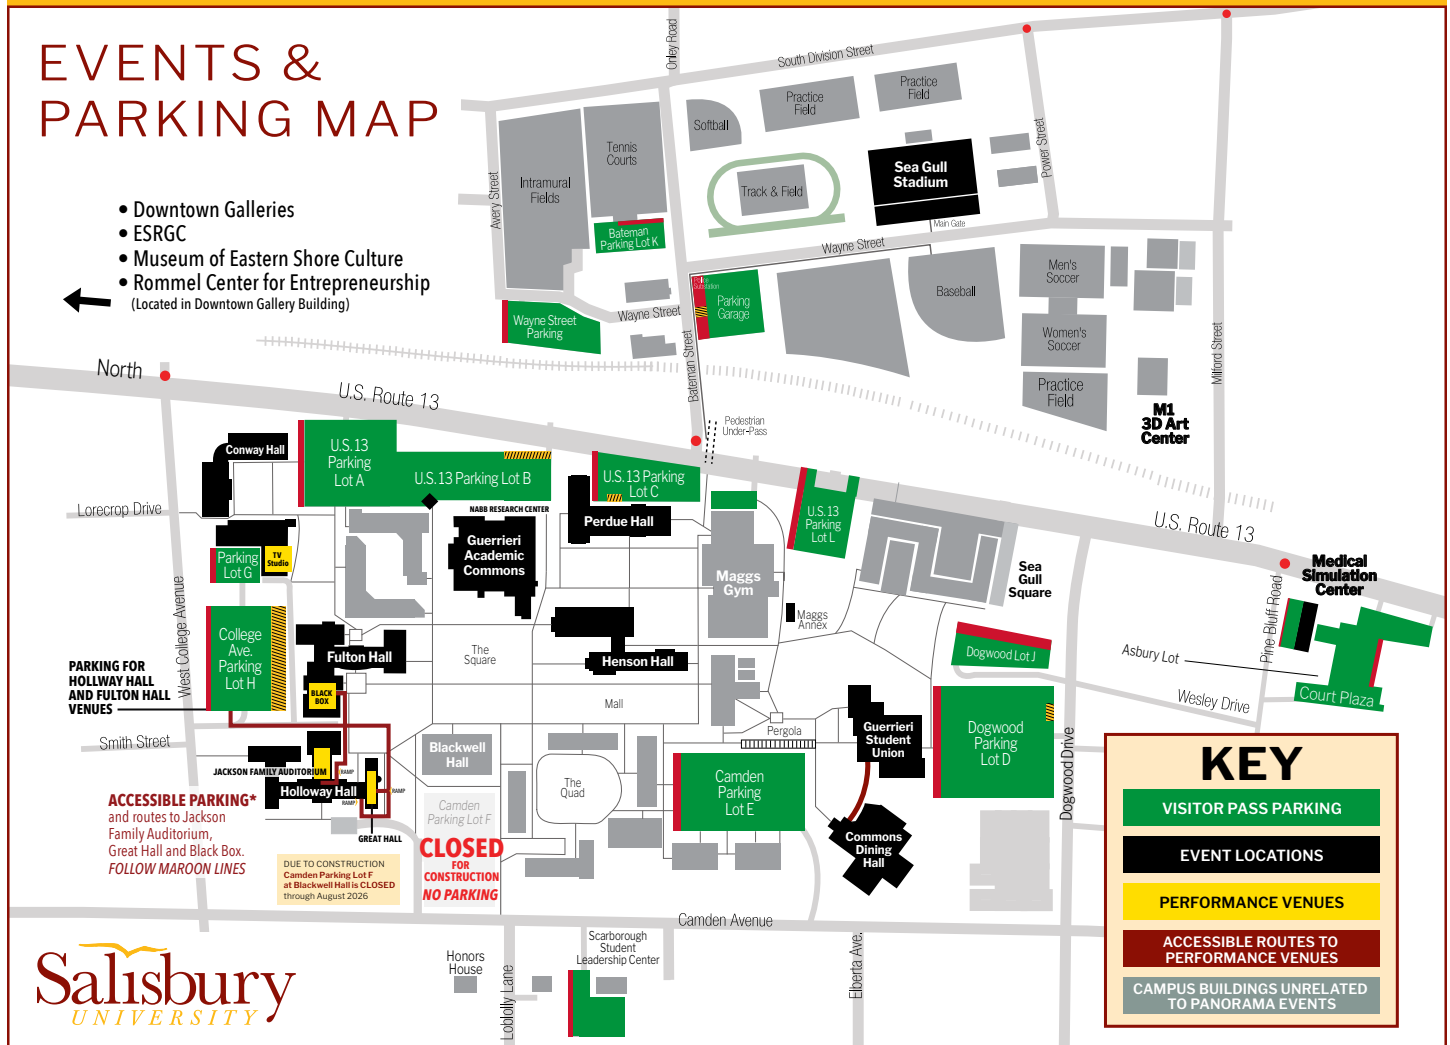 EVENTS &
PARKING MAP
• Downtown Galleries
• ESRGC
• Museum of Eastern Shore Culture
• Rommel Center for Entrepreneurship
(Located in Downtown Gallery Building)
Onley Road
South Division Street
Practice
Field
Practice
Field
Softball
Tennis
Courts
Intramural
Fields
Avery Street
Track & Field
Sea Gull
Stadium
Power Street
Main Gate
Bateman
Parking Lot K
Wayne Street
Police
Substation
Parking
Garage
Baseball
Men's
Soccer
Women's
Soccer
Practice
Field
Wayne Street
Parking
Wayne Street
Bateman Street
Milford Street
M1
3D Art
Center
North
U.S. Route 13
Pedestrian
Under-Pass
Conway Hall
U.S. 13
Parking
Lot A
U.S. 13 Parking Lot B
U.S. 13 Parking
Lot C
U.S. 13
Parking
Lot L
U.S. Route 13
Lorecrop Drive
NABB RESEARCH CENTER
Perdue Hall
Guerrieri
Academic
Commons
Parking
Lot G
TV
Studio
Maggs
Gym
Sea
Gull
Square
Medical
Simulation
Center
West College Avenue
College
Ave.
Parking
Lot H
Maggs
Annex
Pine Bluff Road
Fulton Hall
The
Square
Henson Hall
Dogwood Lot J
Asbury Lot
PARKING FOR
HOLLWAY HALL
AND FULTON HALL
VENUES
BLACK
BOX
Mall
Wesley Drive
Court Plaza
Smith Street
Pergola
Guerrieri
Student
Union
Dogwood
Parking
Lot D
Dogwood Drive
Blackwell
Hall
JACKSON FAMILY AUDITORIUM
RAMP
Holloway Hall
RAMP
RAMP
GREAT HALL
The
Quad
Camden
Parking
Lot E
Camden
Parking Lot F
CLOSED
FOR
CONSTRUCTION
NO PARKING
Commons
Dining
Hall
ACCESSIBLE PARKING*
and routes to Jackson
Family Auditorium,
Great Hall and Black Box.
FOLLOW MAROON LINES
DUE TO CONSTRUCTION
Camden Parking Lot F
at Blackwell Hall is CLOSED
through August 2026
Camden Avenue
Honors
House
Loblolly Lane
Scarborough
Student
Leadership Center
Elberta Ave.
KEY
VISITOR PASS PARKING
EVENT LOCATIONS
PERFORMANCE VENUES
ACCESSIBLE ROUTES TO
PERFORMANCE VENUES
CAMPUS BUILDINGS UNRELATED
TO PANORAMA EVENTS
Salisbury
UNIVERSITY